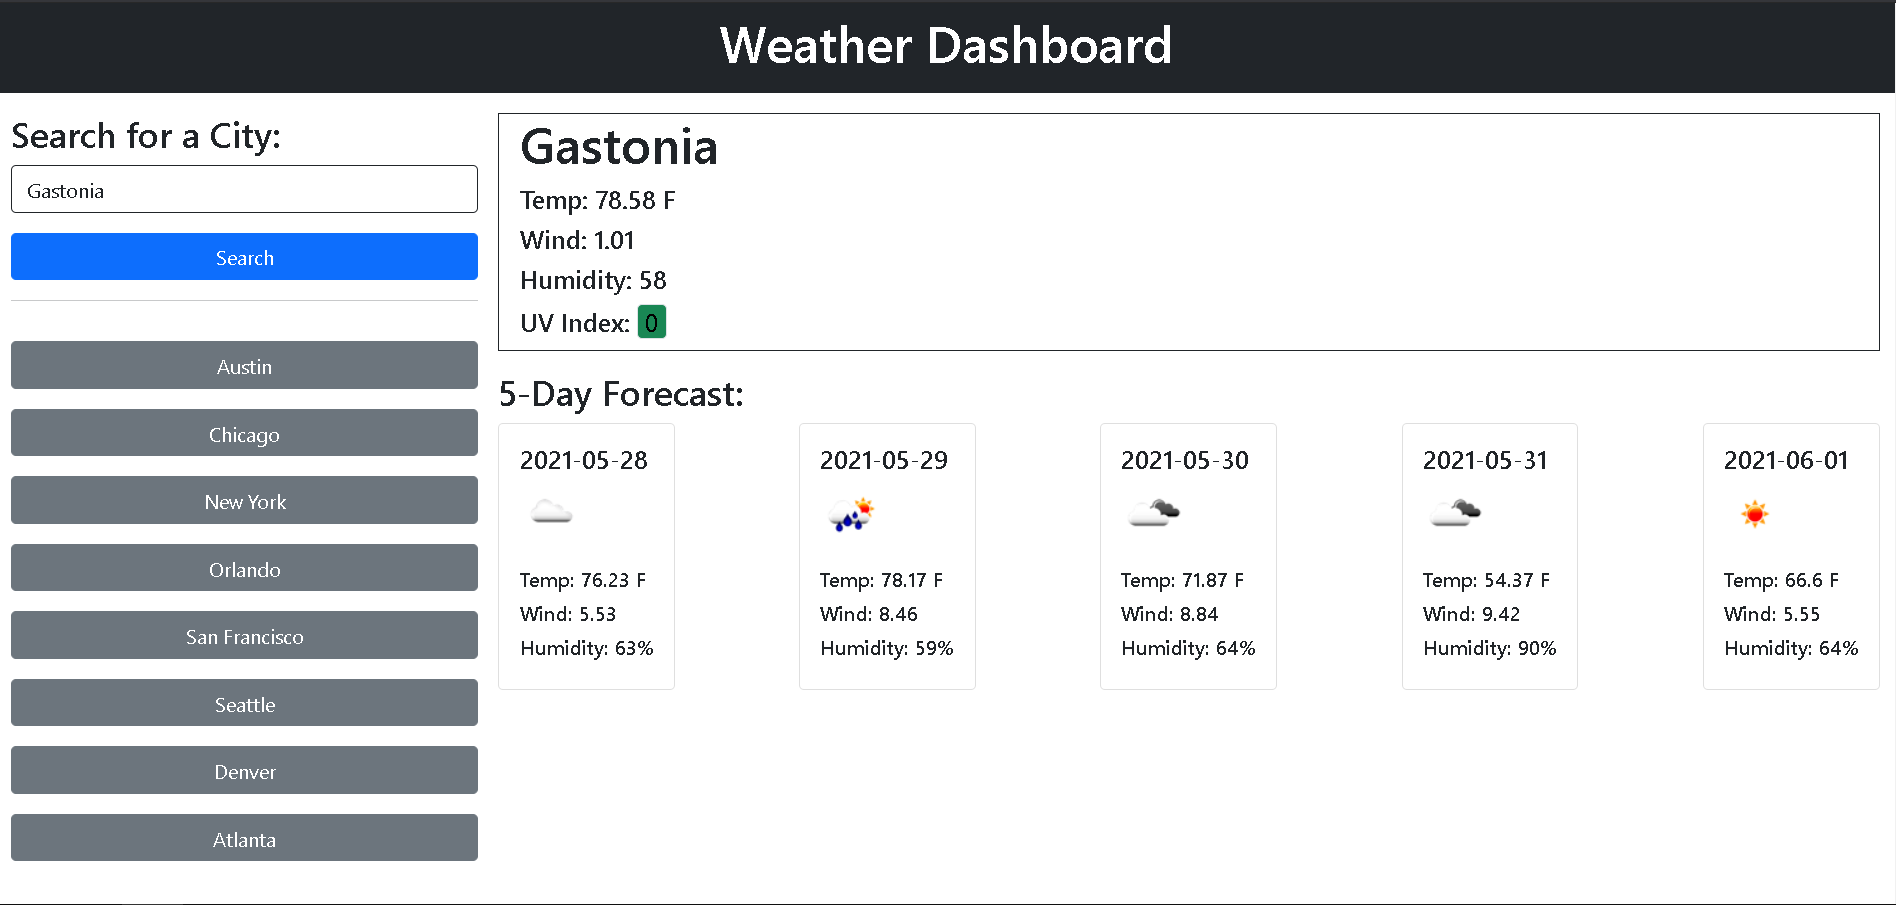 Weather Dashboard
Search for a City:
Gastonia
Search
Austin
Chicago
New York
Orlando
San Francisco
Seattle
Denver
Atlanta
Gastonia
Temp: 78.58 F
Wind: 1.01
Humidity: 58
UV Index: 0
5-Day Forecast:
2021-05-28
Temp: 76.23 F
Wind: 5.53
Humidity: 63%
2021-05-29
Temp: 78.17 F
Wind: 8.46
Humidity: 59%
2021-05-30
Temp: 71.87 F
Wind: 8.84
Humidity: 64%
2021-05-31
Temp: 54.37 F
Wind: 9.42
Humidity: 90%
2021-06-01
Temp: 66.6 F
Wind: 5.55
Humidity: 64%